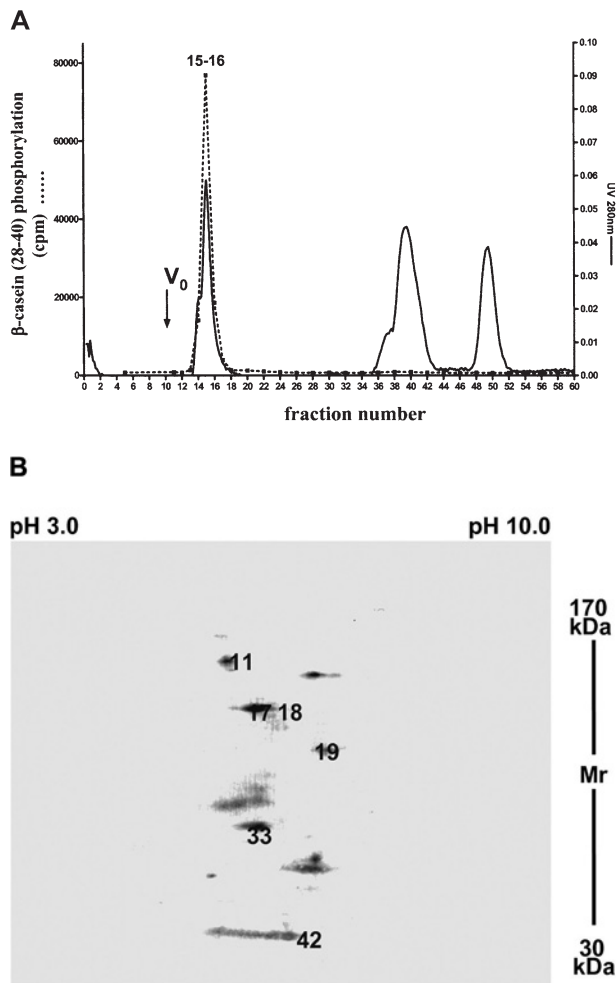 A
15-16
80000
60000
40000
20000
0
β-casein (28-40) phosphorylation
(cpm) ......
V0
0.10
0.09
0.08
0.07
0.06
0.05
0.04
0.03
0.02
0.01
0.00
UV 280nm
0 2 4 6 8 10 12 14 16 18 20 22 24 26 28 30 32 34 36 38 40 42 44 46 48 50 52 54 56 58 60
fraction number
B
pH 3.0 pH 10.0
170
kDa
11
17 18
19
Mr
33
42
30
kDa